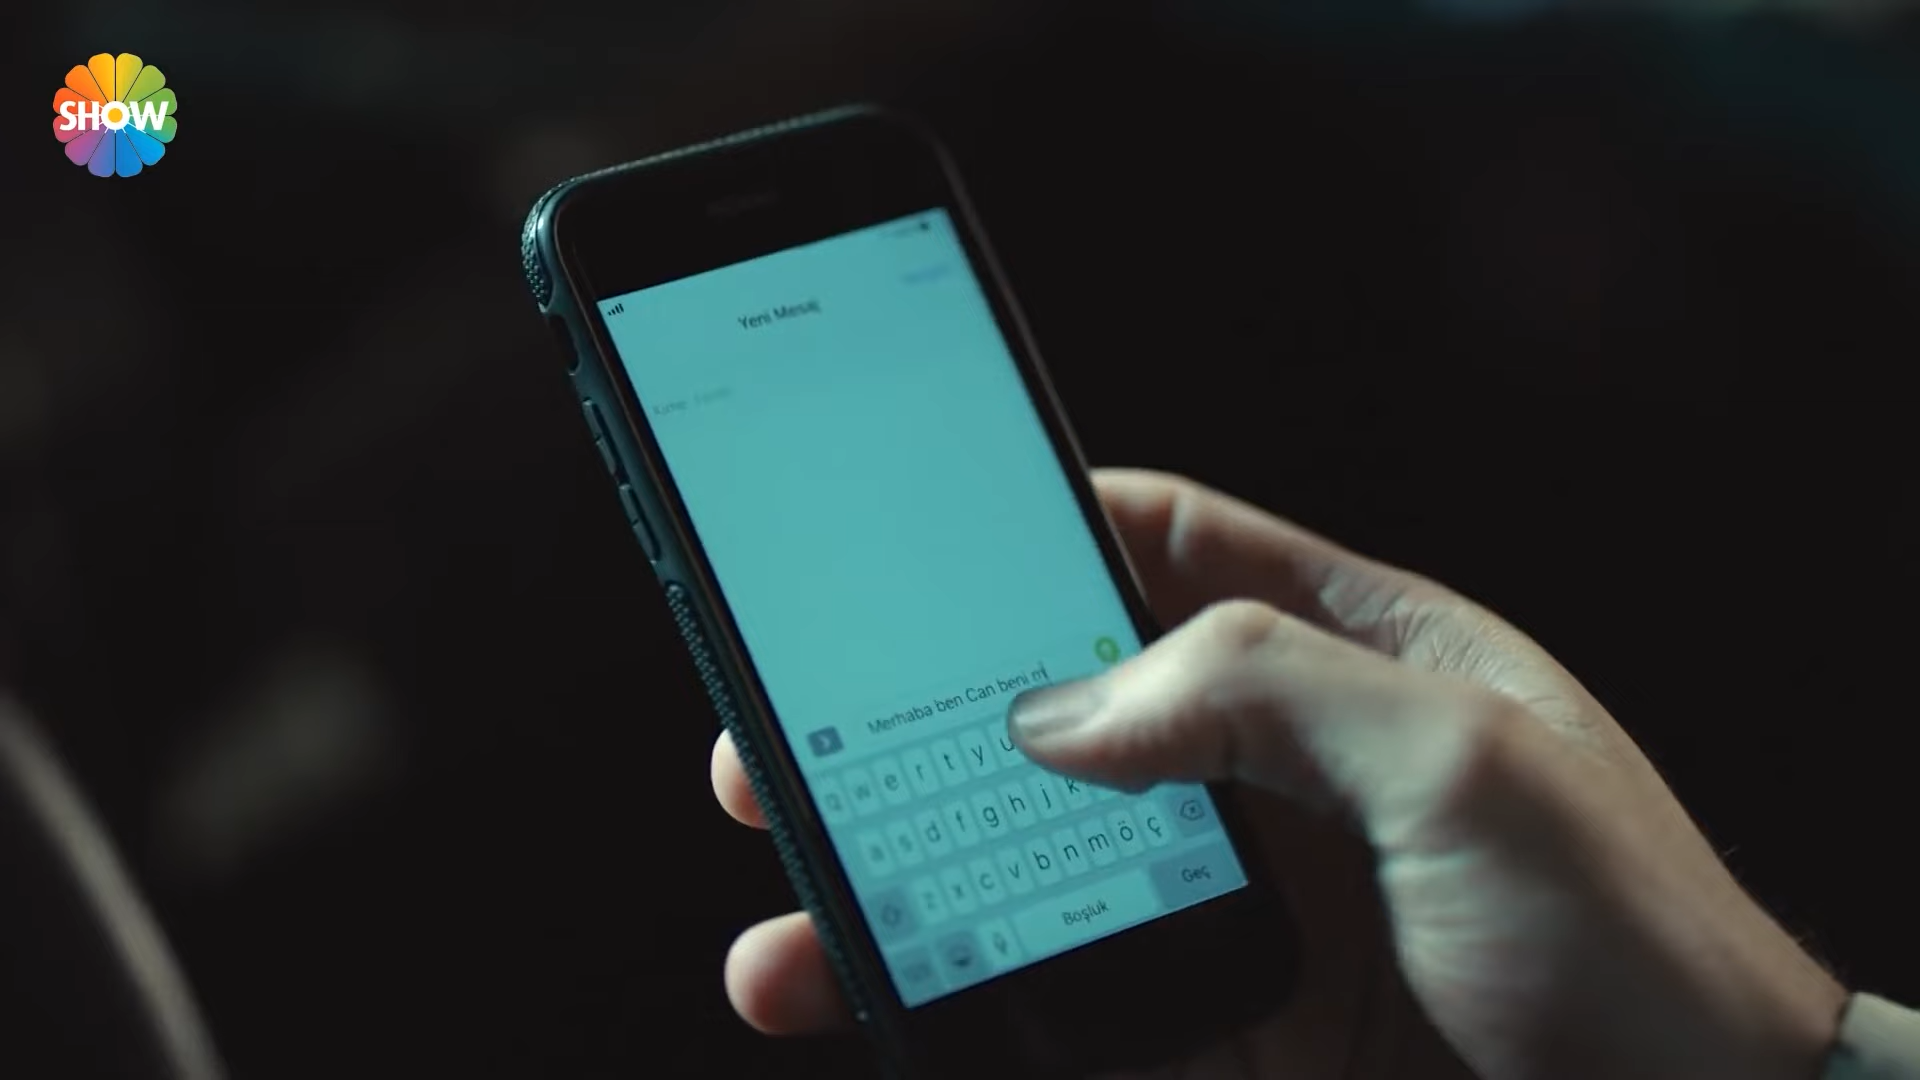 SHOW
Yeni Mesaj
Merhaba ben Can beni m
q w e r t y u
a s d f g h j k
z x c v b n m ö ç
Boşluk Geç